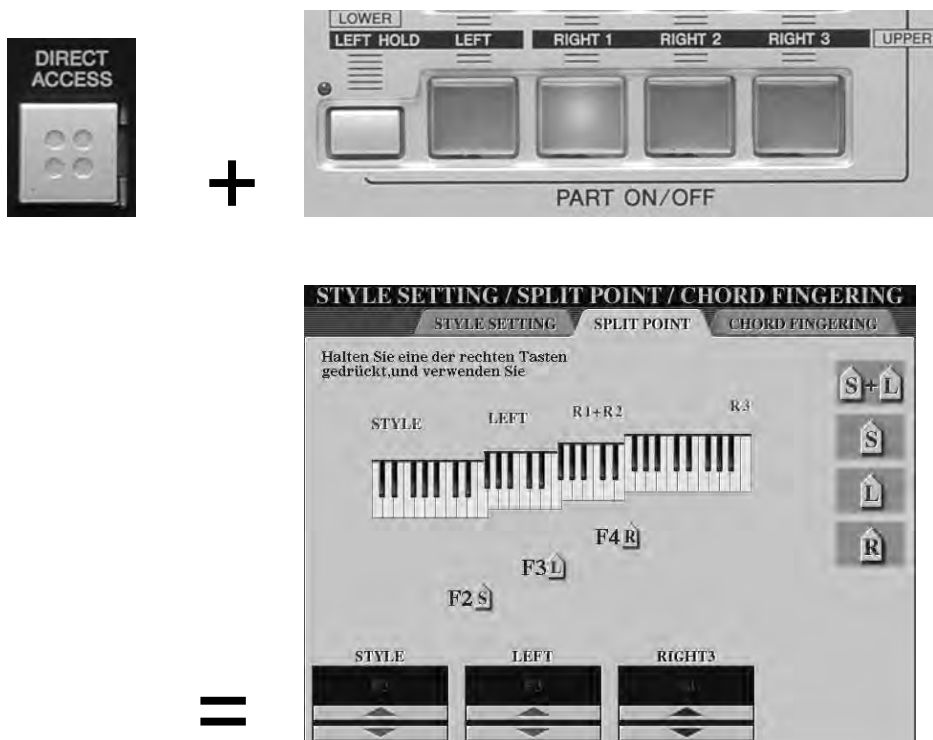 LOWER
DIRECT ACCESS
LEFT HOLD LEFT RIGHT 1 RIGHT 2 RIGHT 3 UPPER
+
PART ON/OFF
STYLE SETTING / SPLIT POINT / CHORD FINGERING
STYLE SETTING SPLIT POINT CHORD FINGERING
Halten Sie eine der rechten Tasten
gedrückt,und verwenden Sie
S+L
STYLE LEFT R1+R2 R3
S
L
F4 R
R
F3 L
F2 S
STYLE LEFT RIGHT3
=